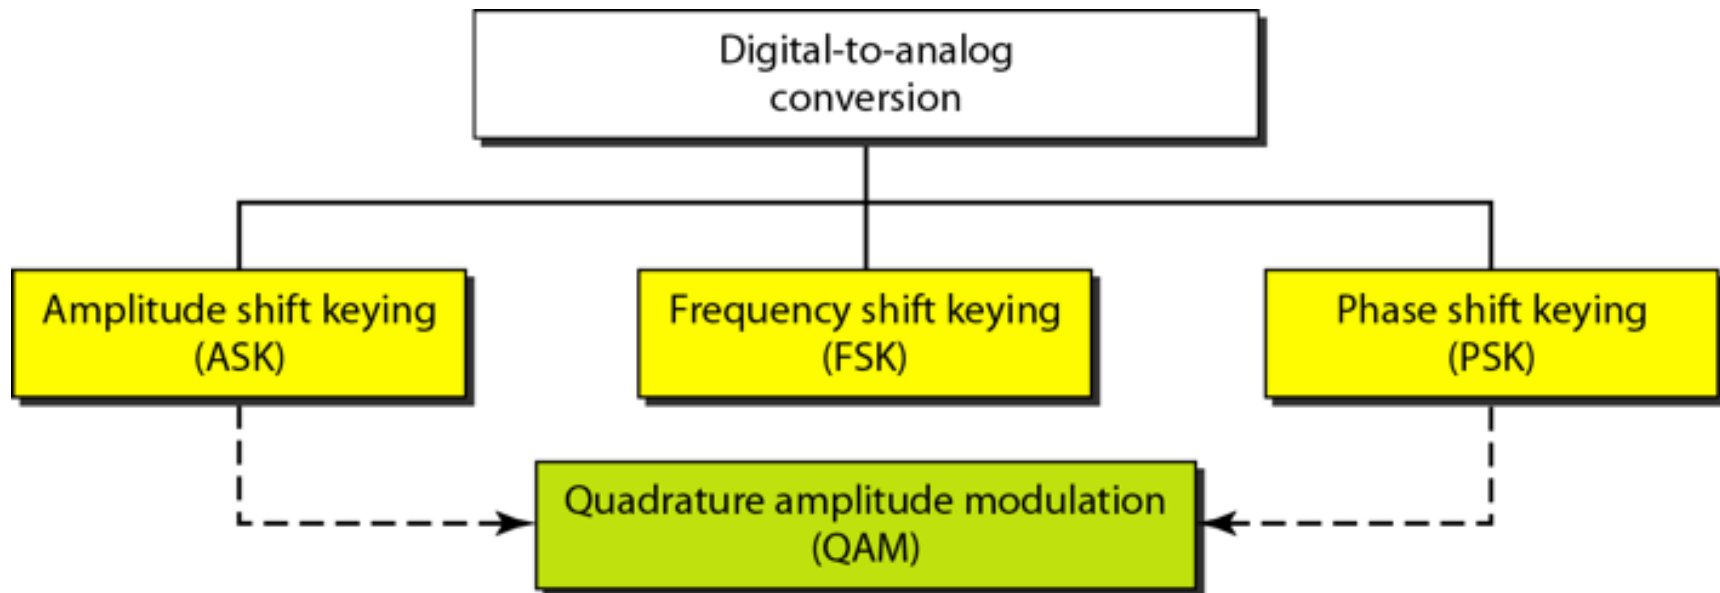 Digital-to-analog
conversion
Amplitude shift keying
(ASK)
Frequency shift keying
(FSK)
Phase shift keying
(PSK)
Quadrature amplitude modulation
(QAM)